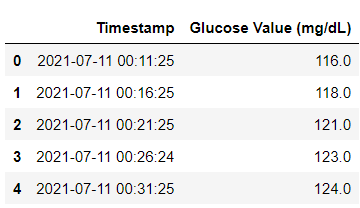 Timestamp Glucose Value (mg/dL)
0 2021-07-11 00:11:25 116.0
1 2021-07-11 00:16:25 118.0
2 2021-07-11 00:21:25 121.0
3 2021-07-11 00:26:24 123.0
4 2021-07-11 00:31:25 124.0